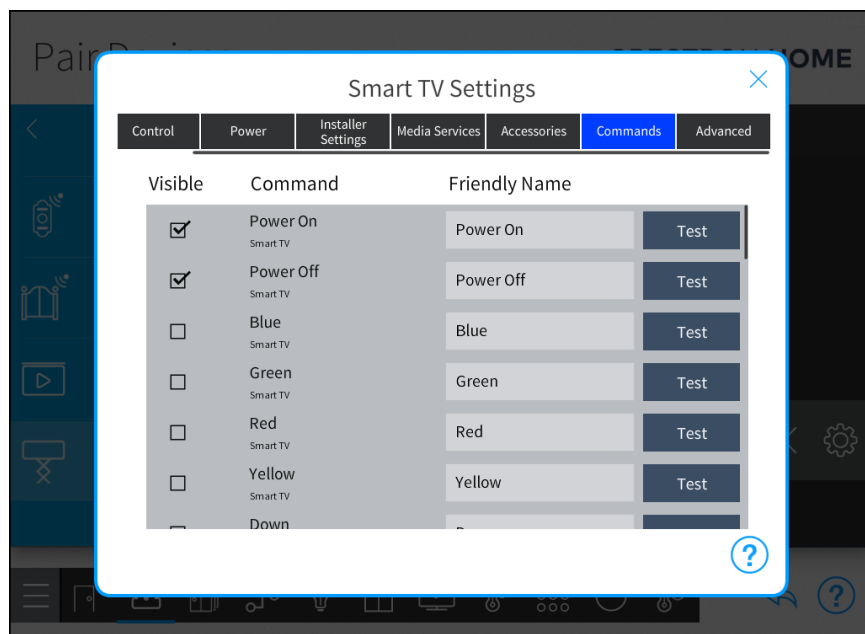 Pair
OME
Smart TV Settings
Control
Power
Installer
Settings
Media Services
Accessories
Commands
Advanced
Visible Command Friendly Name
Power On
Smart TV
Power On
Test
Power Off
Smart TV
Power Off
Test
Blue
Smart TV
Blue
Test
Green
Smart TV
Green
Test
Red
Smart TV
Red
Test
Yellow
Smart TV
Yellow
Test
Down
?
?